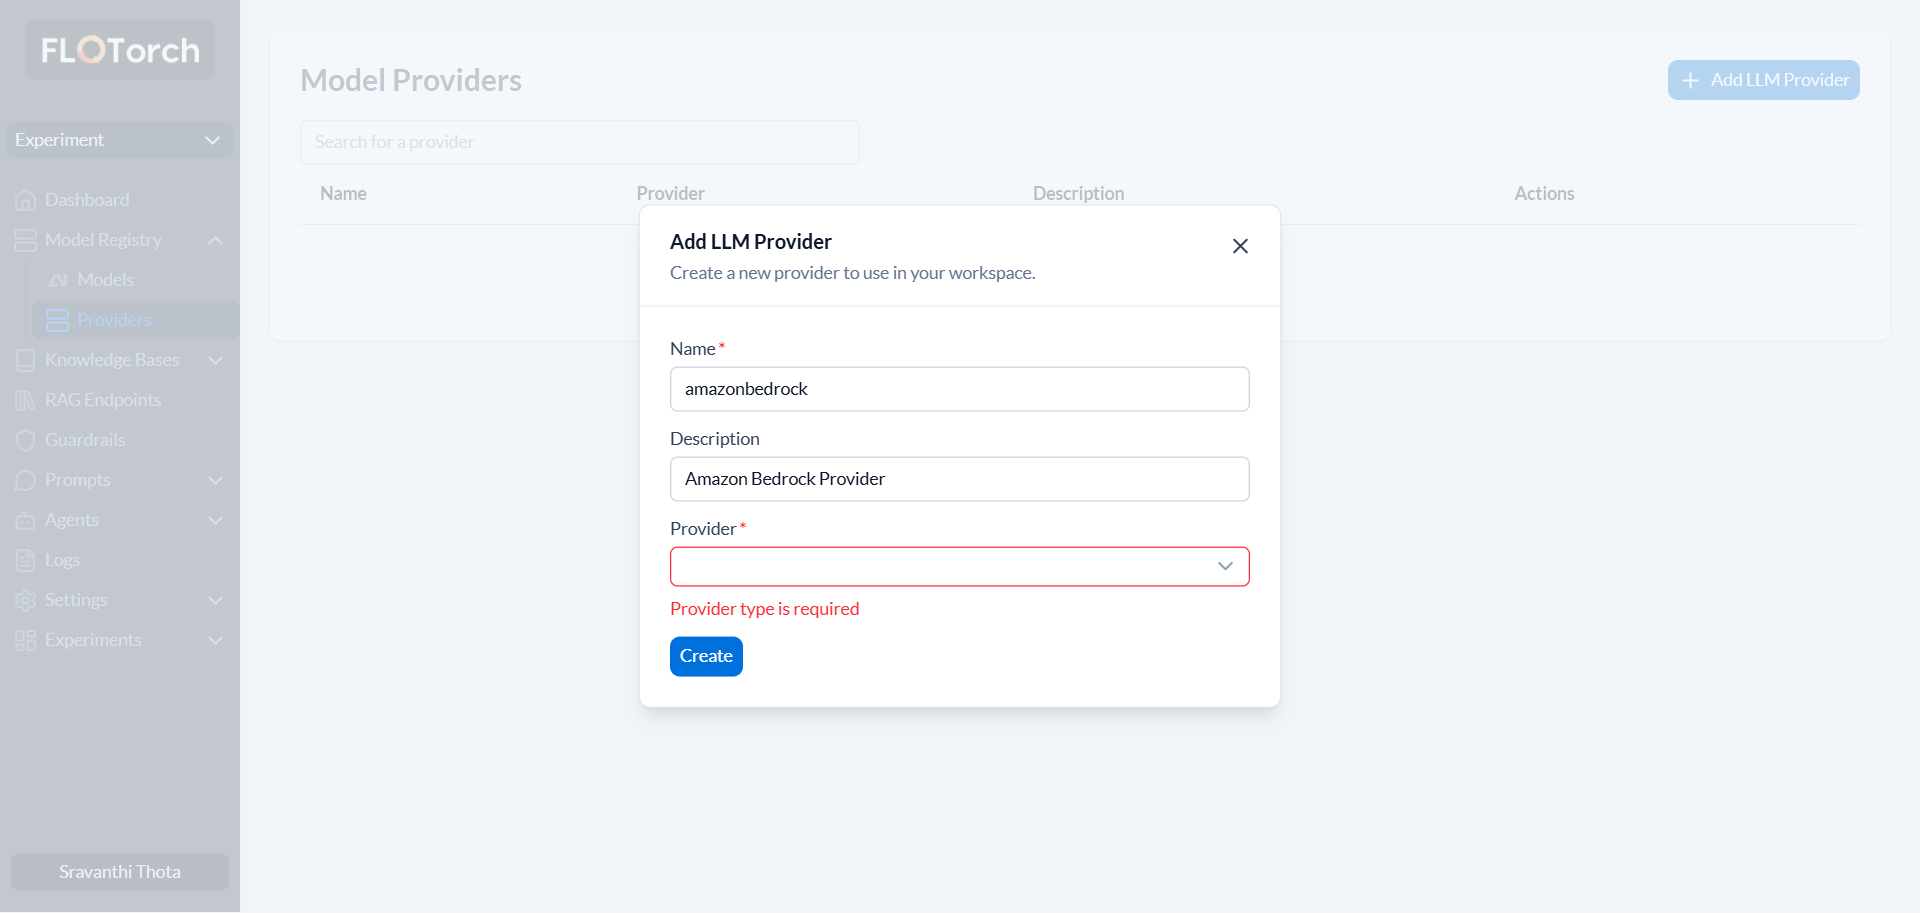 FLOTorch
Experiment
Dashboard
Model Registry
Models
Providers
Knowledge Bases
RAG Endpoints
Guardrails
Prompts
Agents
Logs
Settings
Experiments
Sravanthi Thota
Model Providers
Add LLM Provider
Search for a provider
Name Provider Description Actions
Add LLM Provider
Create a new provider to use in your workspace.
Name*
amazonbedrock
Description
Amazon Bedrock Provider
Provider*
Provider type is required
Create